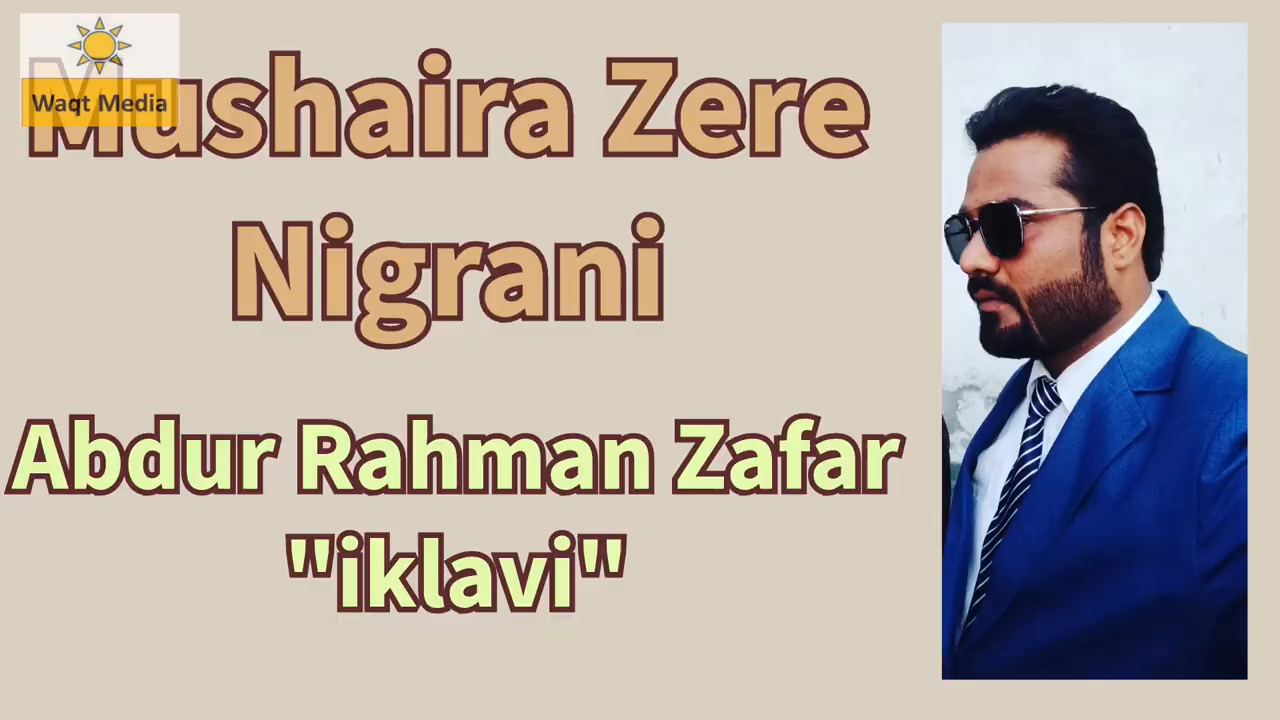 Waqt Media
Mushaira Zere
Nigrani
Abdur Rahman Zafar
"iklavi"